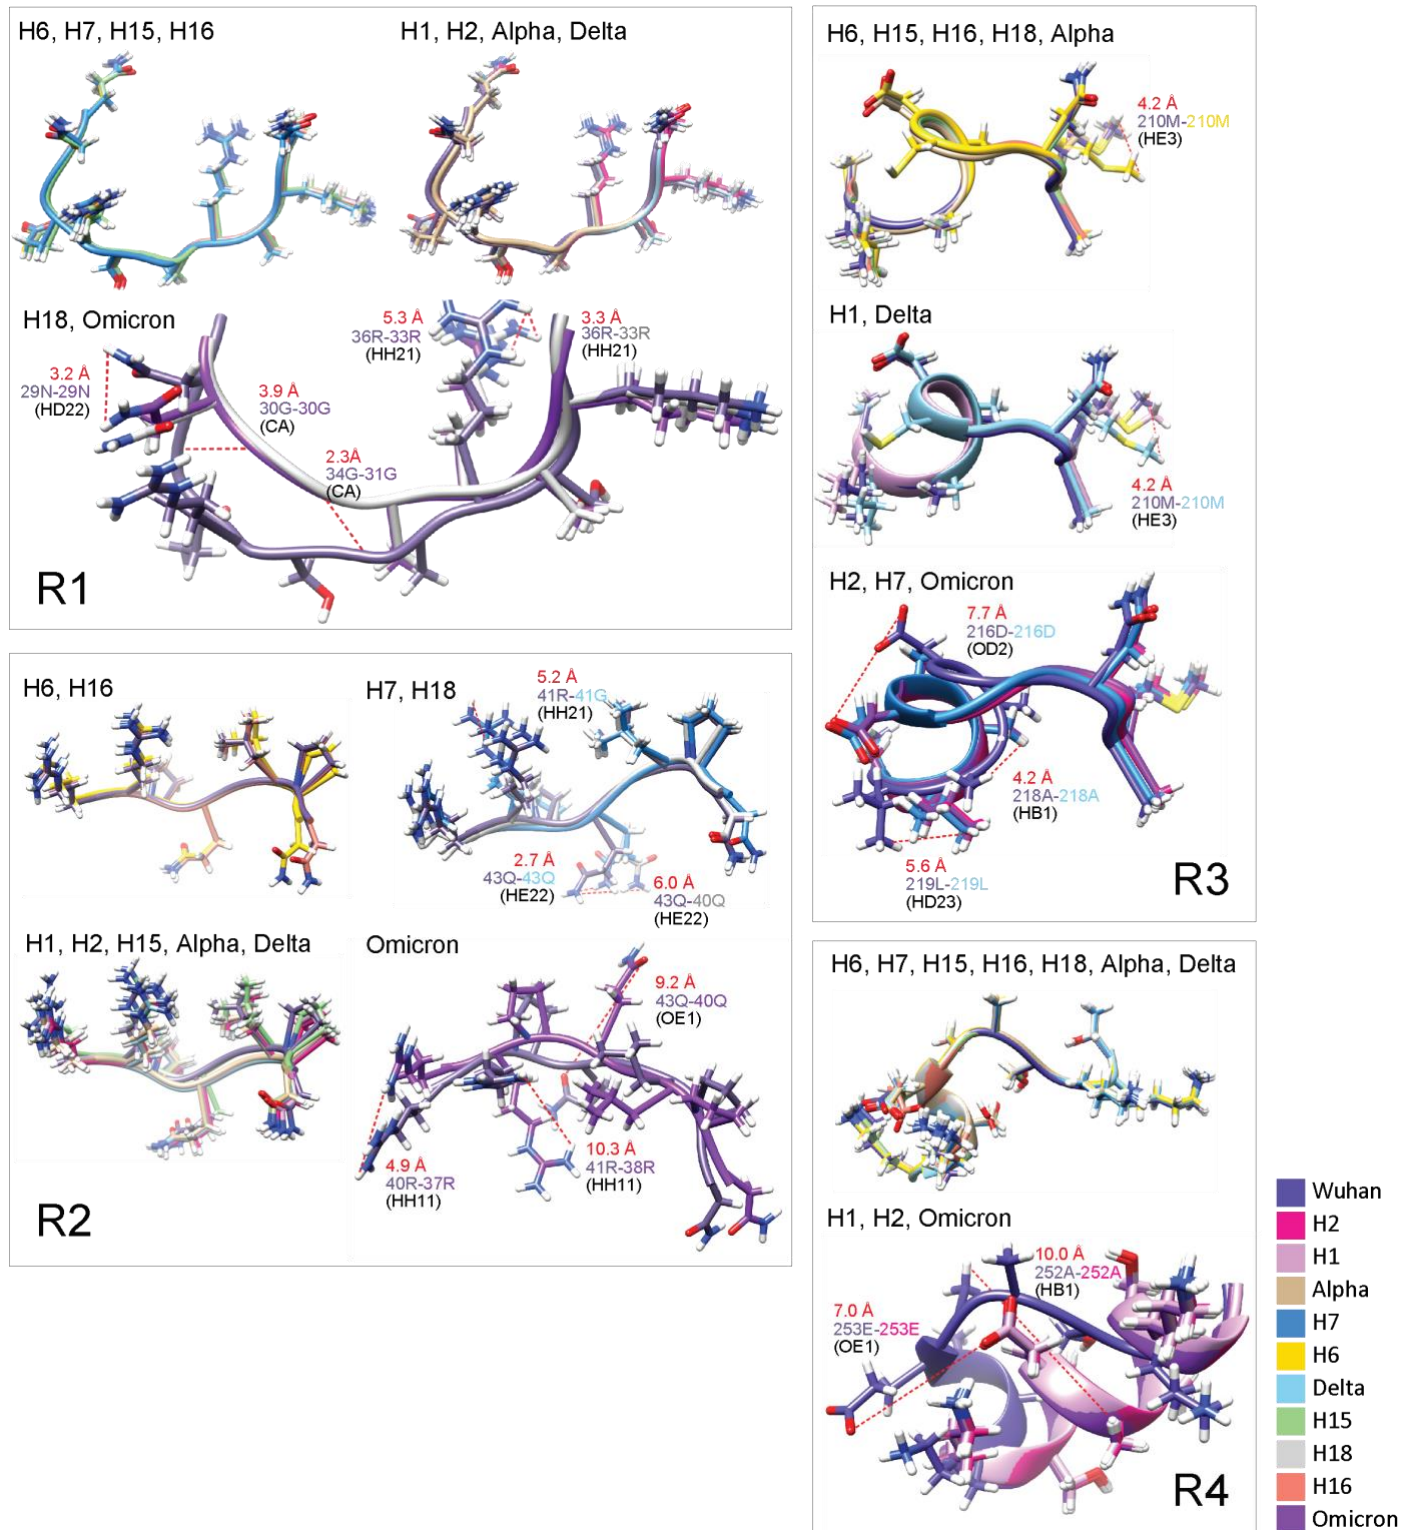 H6, H7, H15, H16
H1, H2, Alpha, Delta
H18, Omicron
3.2 Å
29N-29N
(HD22)
3.9 Å
30G-30G
(CA)
2.3Å
34G-31G
(CA)
5.3 Å
36R-33R
(HH21)
3.3 Å
36R-33R
(HH21)
R1
H6, H16
H7, H18
5.2 Å
41R-41G
(HH21)
2.7 Å
43Q-43Q
(HE22)
6.0 Å
43Q-40Q
(HE22)
H1, H2, H15, Alpha, Delta
Omicron
9.2 Å
43Q-40Q
(OE1)
4.9 Å
40R-37R
(HH11)
10.3 Å
41R-38R
(HH11)
R2
H6, H15, H16, H18, Alpha
4.2 Å
210M-210M
(HE3)
H1, Delta
4.2 Å
210M-210M
(HE3)
H2, H7, Omicron
7.7 Å
216D-216D
(OD2)
4.2 Å
218A-218A
(HB1)
5.6 Å
219L-219L
(HD23)
R3
H6, H7, H15, H16, H18, Alpha, Delta
H1, H2, Omicron
10.0 Å
252A-252A
(HB1)
7.0 Å
253E-253E
(OE1)
R4
Wuhan
H2
H1
Alpha
H7
H6
Delta
H15
H18
H16
Omicron